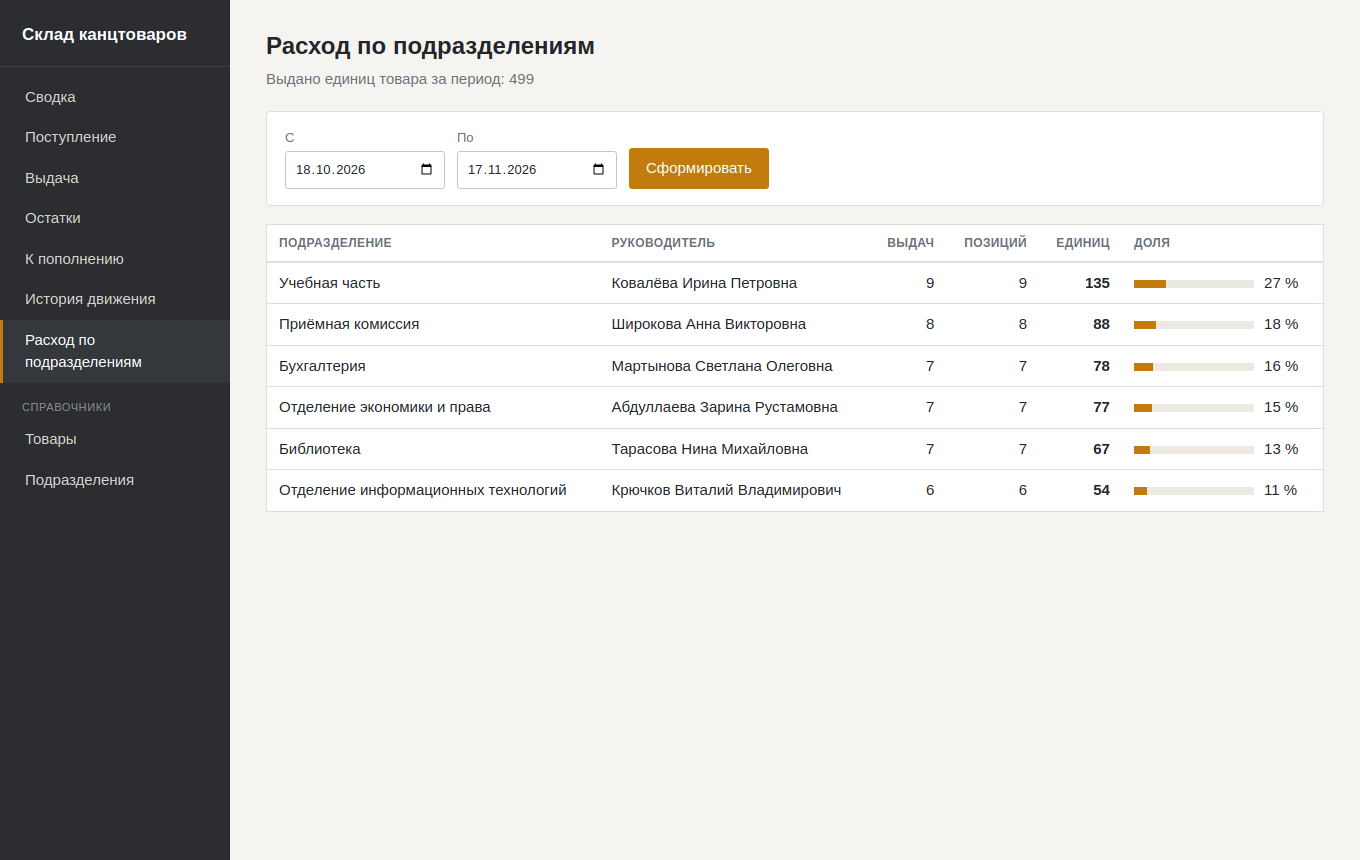 Склад канцтоваров
Сводка
Поступление
Выдача
Остатки
К пополнению
История движения
Расход по
подразделениям
СПРАВОЧНИКИ
Товары
Подразделения
Расход по подразделениям
Выдано единиц товара за период: 499
С По
18.10.2026 17.11.2026 Сформировать
ПОДРАЗДЕЛЕНИЕ РУКОВОДИТЕЛЬ ВЫДАЧ ПОЗИЦИЙ ЕДИНИЦ ДОЛЯ
Учебная часть Ковалёва Ирина Петровна 9 9 135 27 %
Приёмная комиссия Широкова Анна Викторовна 8 8 88 18 %
Бухгалтерия Мартынова Светлана Олеговна 7 7 78 16 %
Отделение экономики и права Абдуллаева Зарина Рустамовна 7 7 77 15 %
Библиотека Тарасова Нина Михайловна 7 7 67 13 %
Отделение информационных технологий Крючков Виталий Владимирович 6 6 54 11 %